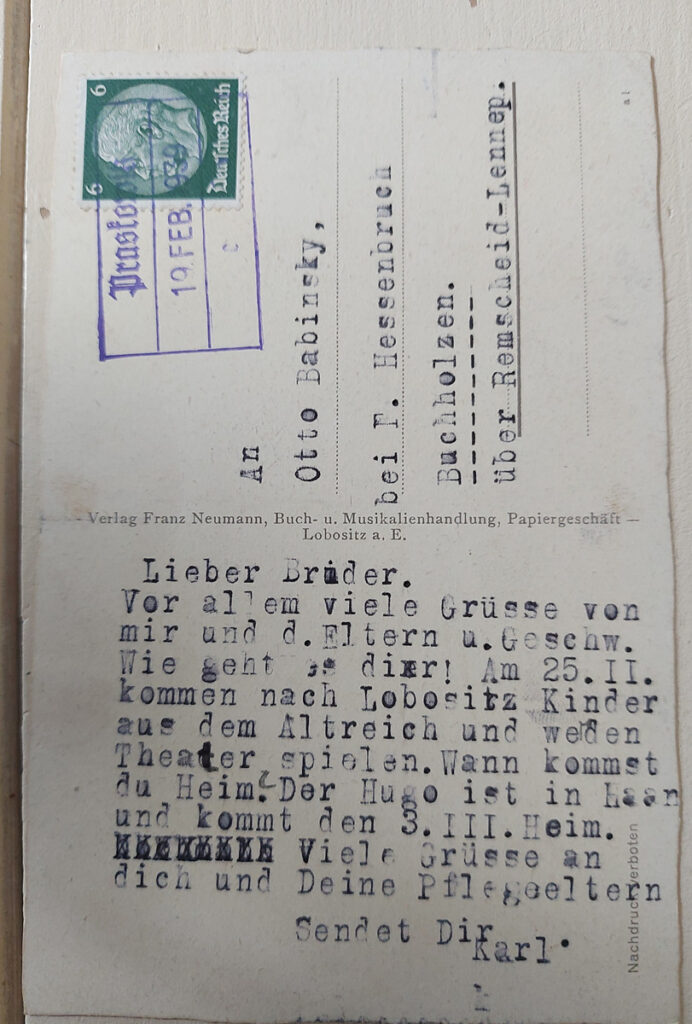 6
6
Deutsches Reich
19.FEB. 939
c
An
Otto Babinsky,
bei F. Hessenbruch
Buchholzen.
über Remscheid-Lennep.
a l
Verlag Franz Neumann, Buch- u. Musikalienhandlung, Papiergeschäft —
Lobositz a. E.
Lieber Bruder.
Vor allem viele Grüsse von
mir und d.Eltern u.Geschw.
Wie geht es dir! Am 25.II.
kommen nach Lobositz Kinder
aus dem Altreich und weden
Theater spielen.Wann kommst
du Heim? Der Hugo ist in Haan
und kommt den 3.III.Heim.
Viele Grüsse an
dich und Deine Pflegeeltern
Sendet Dir
Karl.
Nachdruck verboten